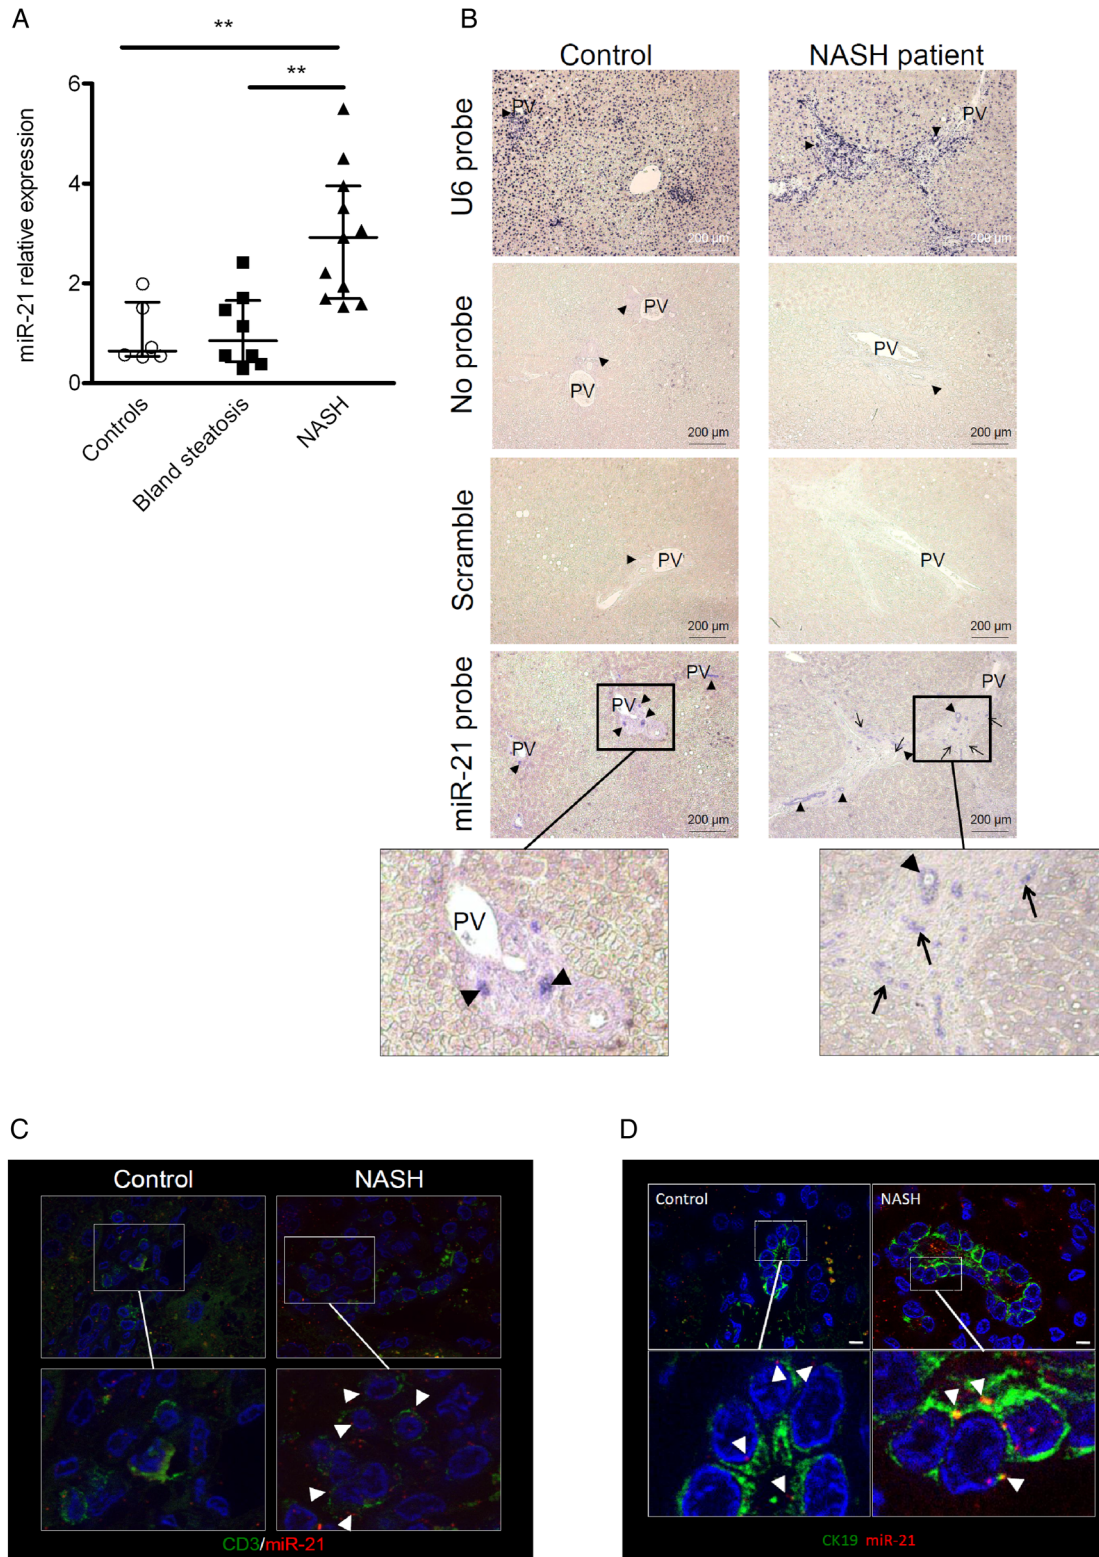 A
**
**
miR-21 relative expression
6
4
2
0
Controls
Bland steatosis
NASH
B
Control
NASH patient
U6 probe
PV
200 µm
PV
200 µm
No probe
PV
PV
200 µm
PV
200 µm
Scramble
PV
200 µm
PV
200 µm
miR-21 probe
PV
PV
PV
200 µm
PV
200 µm
PV
C
Control
NASH
CD3/miR-21
D
Control
NASH
CK19 miR-21